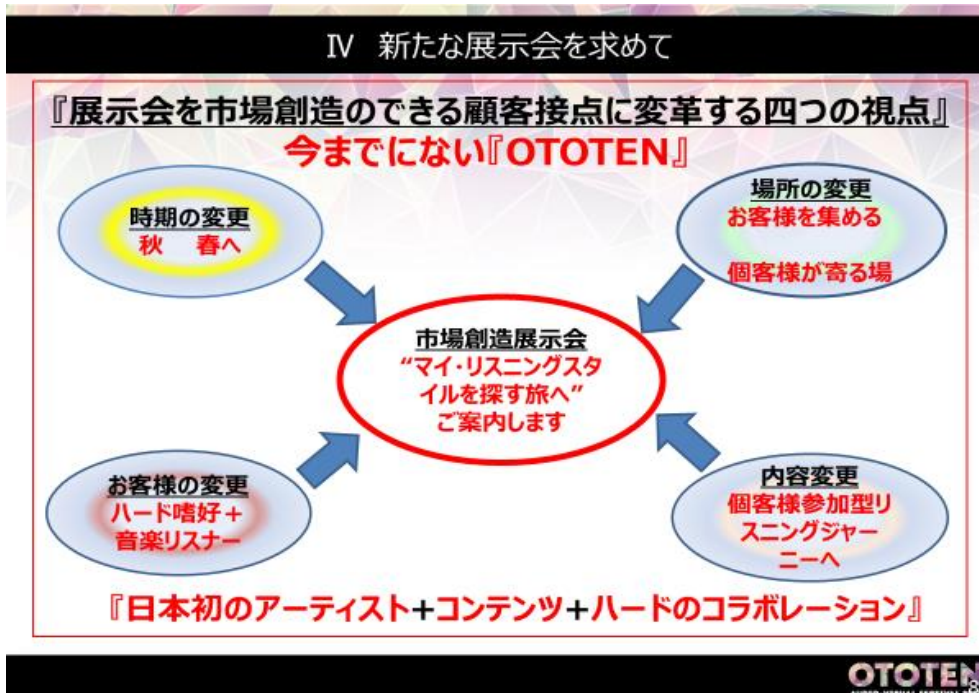 Ⅳ 新たな展示会を求めて
『展示会を市場創造のできる顧客接点に変革する四つの視点』
今までにない『OTOTEN』
時期の変更
秋 春へ
場所の変更
お客様を集める
個客様が寄る場
市場創造展示会
“マイ・リスニングスタ
イルを探す旅へ”
ご案内します
お客様の変更
ハード嗜好＋
音楽リスナー
内容変更
個客様参加型リ
スニングジャー
ニーへ
『日本初のアーティスト+コンテンツ+ハードのコラボレーション』
OTOTEN